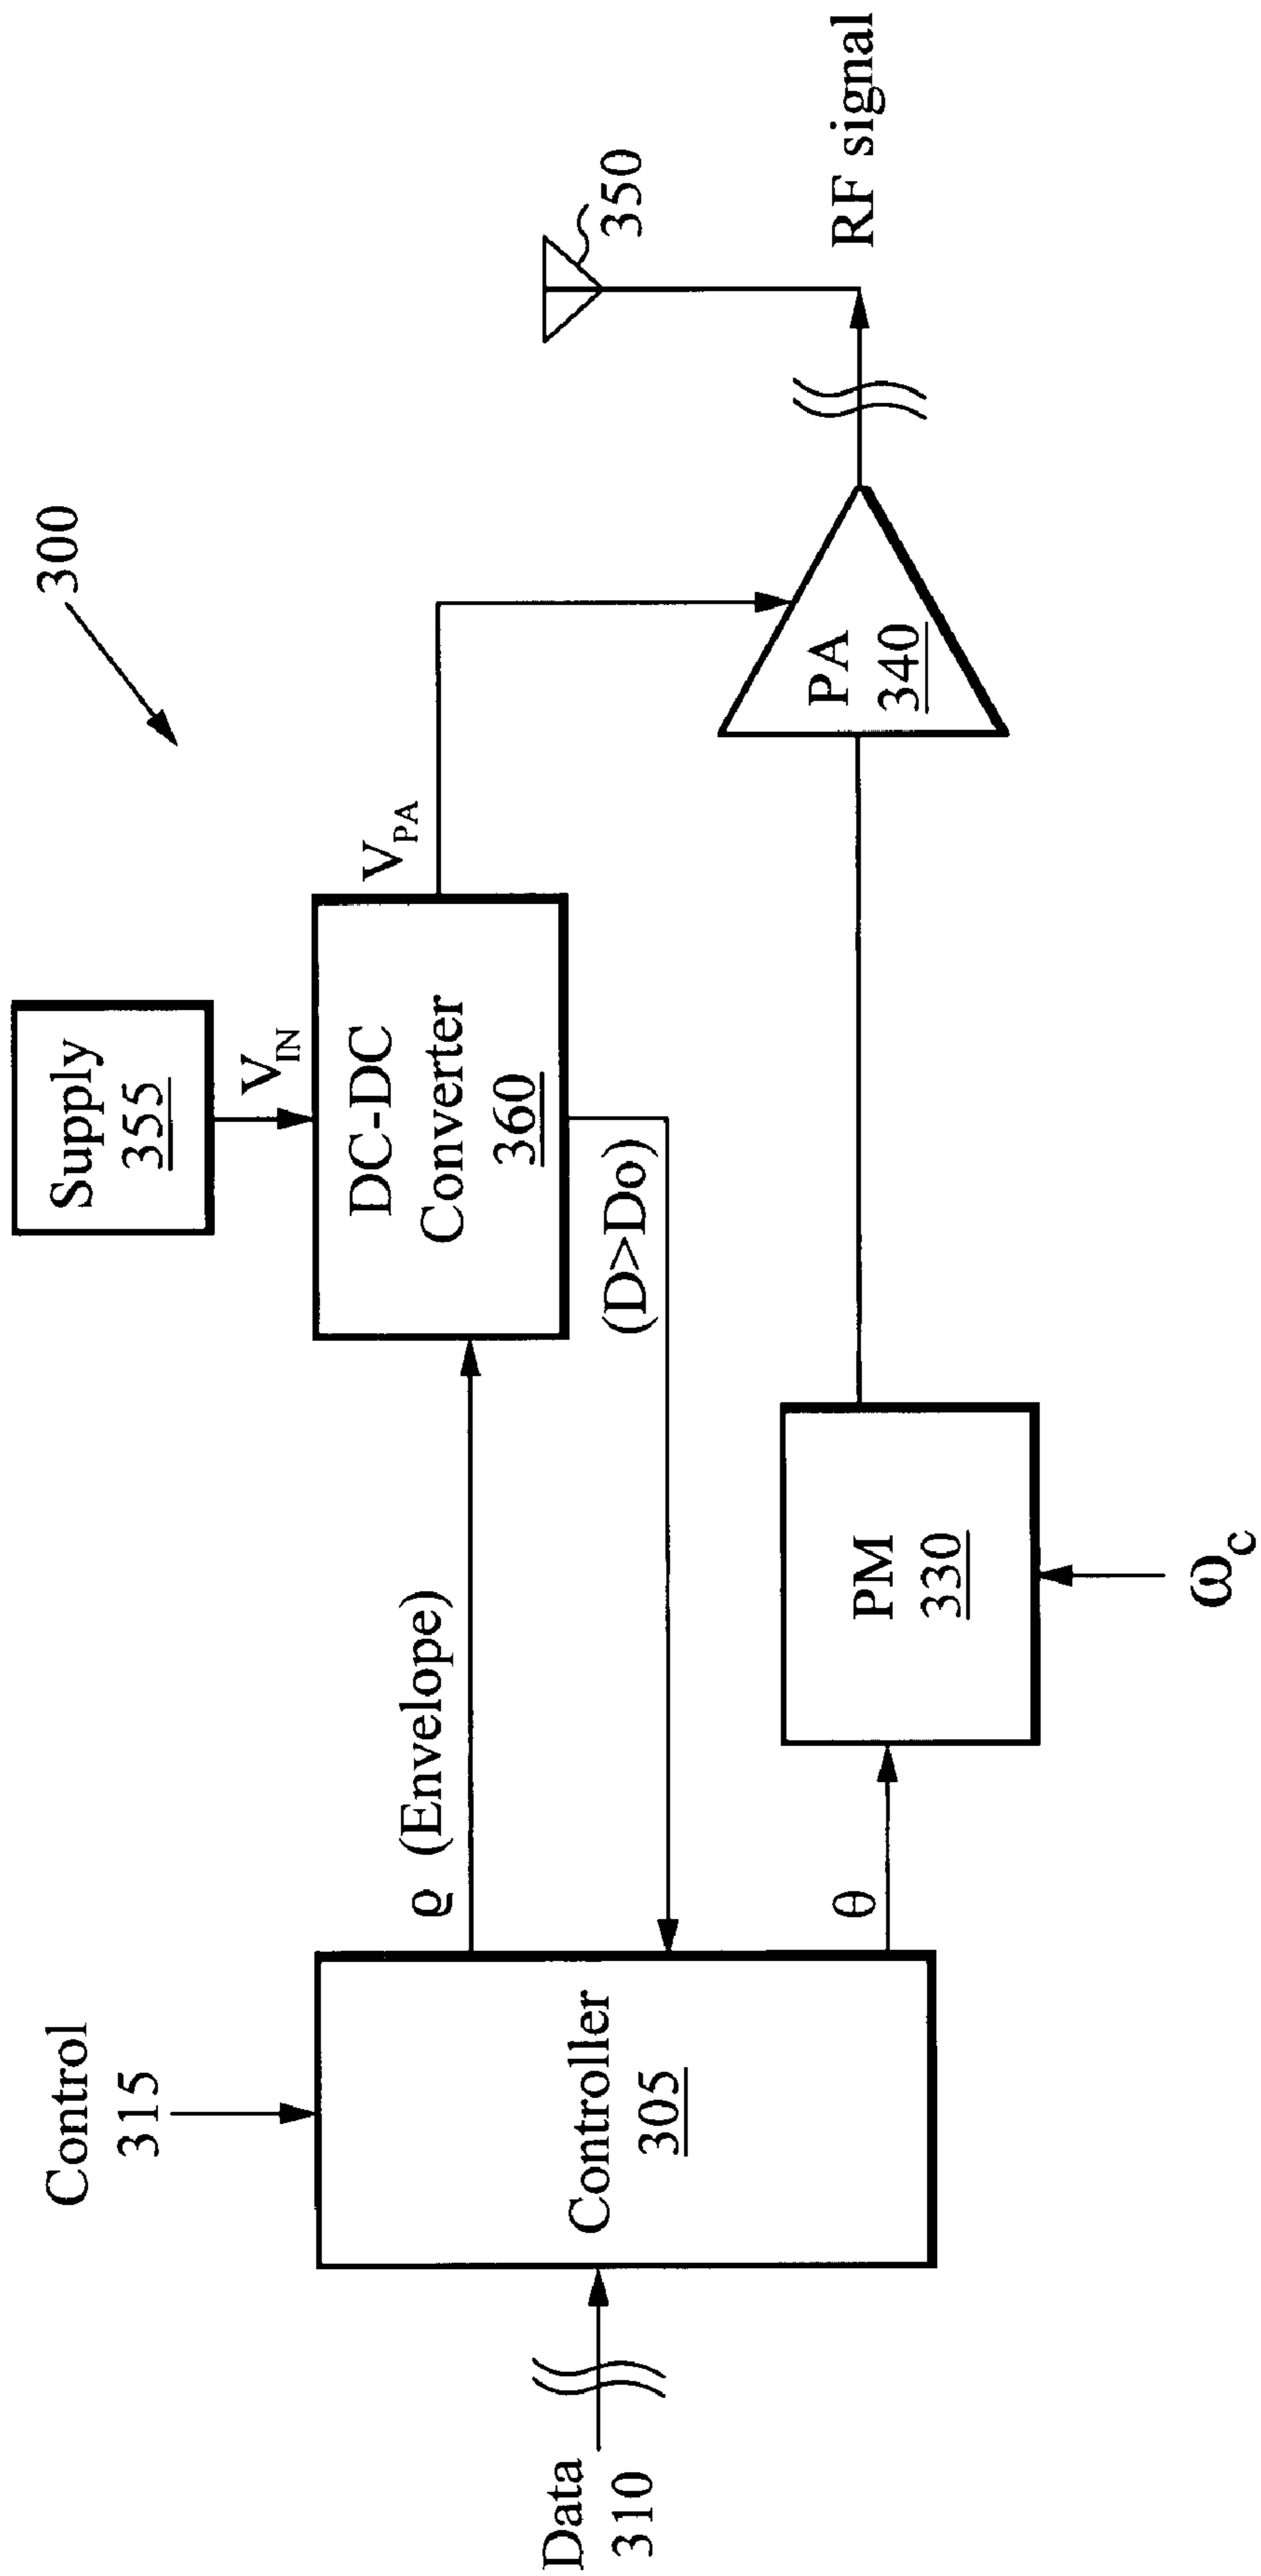 300
Supply
355
V_IN
Control
315
ϱ (Envelope)
DC-DC
Converter
360
V_PA
350
(D>Do)
Data
310
Controller
305
θ
PM
330
ω_c
PA
340
RF signal